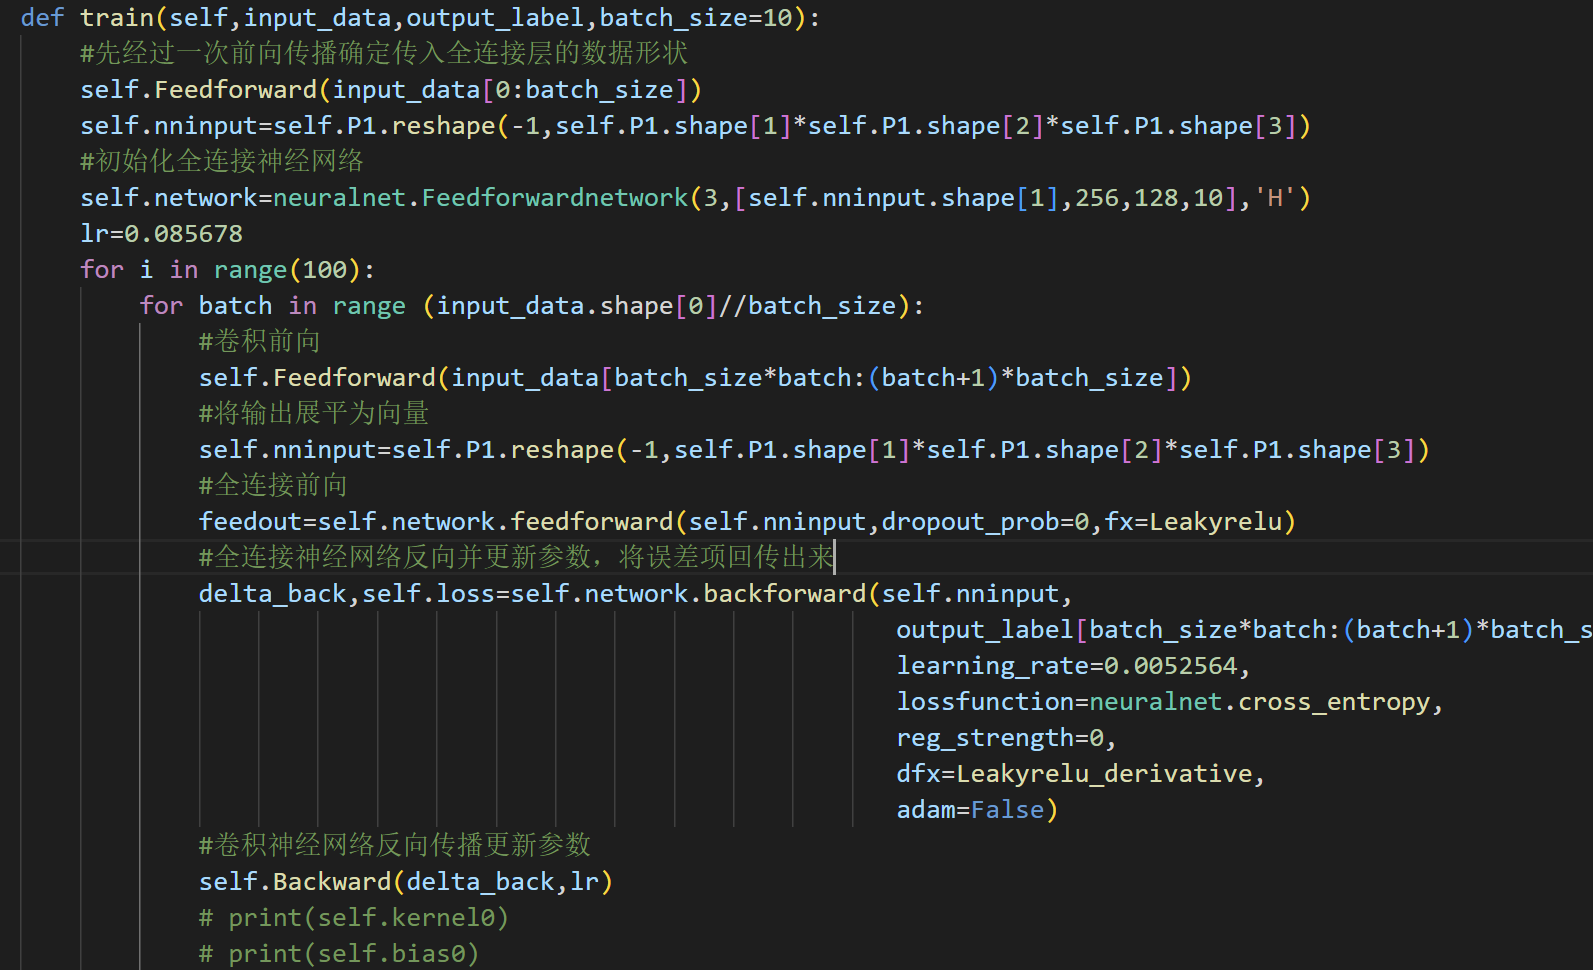 def train(self,input_data,output_label,batch_size=10):
#先经过一次前向传播确定传入全连接层的数据形状
self.Feedforward(input_data[0:batch_size])
self.nninput=self.P1.reshape(-1,self.P1.shape[1]*self.P1.shape[2]*self.P1.shape[3])
#初始化全连接神经网络
self.network=neuralnet.Feedforwardnetwork(3,[self.nninput.shape[1],256,128,10],'H')
lr=0.085678
for i in range(100):
for batch in range (input_data.shape[0]//batch_size):
#卷积前向
self.Feedforward(input_data[batch_size*batch:(batch+1)*batch_size])
#将输出展平为向量
self.nninput=self.P1.reshape(-1,self.P1.shape[1]*self.P1.shape[2]*self.P1.shape[3])
#全连接前向
feedout=self.network.feedforward(self.nninput,dropout_prob=0,fx=Leakyrelu)
#全连接神经网络反向并更新参数，将误差项回传出来
delta_back,self.loss=self.network.backforward(self.nninput,
output_label[batch_size*batch:(batch+1)*batch_s
learning_rate=0.0052564,
lossfunction=neuralnet.cross_entropy,
reg_strength=0,
dfx=Leakyrelu_derivative,
adam=False)
#卷积神经网络反向传播更新参数
self.Backward(delta_back,lr)
# print(self.kernel0)
# print(self.bias0)